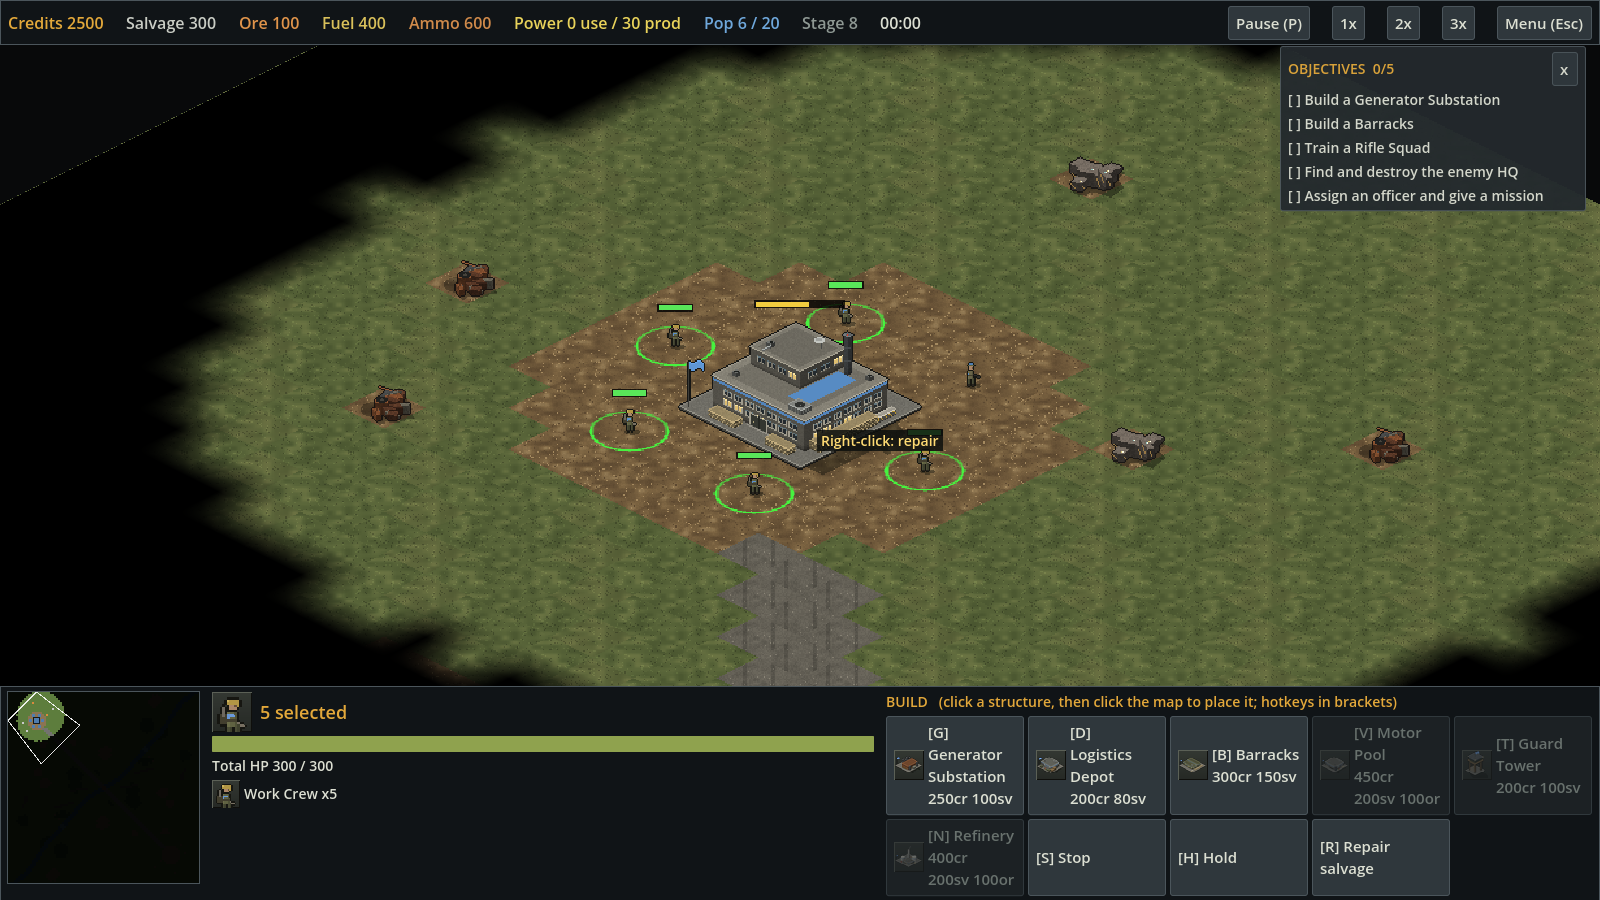 Credits 2500 Salvage 300 Ore 100 Fuel 400 Ammo 600 Power 0 use / 30 prod Pop 6 / 20 Stage 8 00:00 Pause (P) 1x 2x 3x Menu (Esc)
OBJECTIVES 0/5 x
[ ] Build a Generator Substation
[ ] Build a Barracks
[ ] Train a Rifle Squad
[ ] Find and destroy the enemy HQ
[ ] Assign an officer and give a mission
Right-click: repair
5 selected
Total HP 300 / 300
Work Crew x5
BUILD (click a structure, then click the map to place it; hotkeys in brackets)
[G]
Generator
Substation
250cr 100sv
[D]
Logistics
Depot
200cr 80sv
[B] Barracks
300cr 150sv
[V] Motor
Pool
450cr
200sv 100or
[T] Guard
Tower
200cr 100sv
[N] Refinery
400cr
200sv 100or
[S] Stop
[H] Hold
[R] Repair
salvage